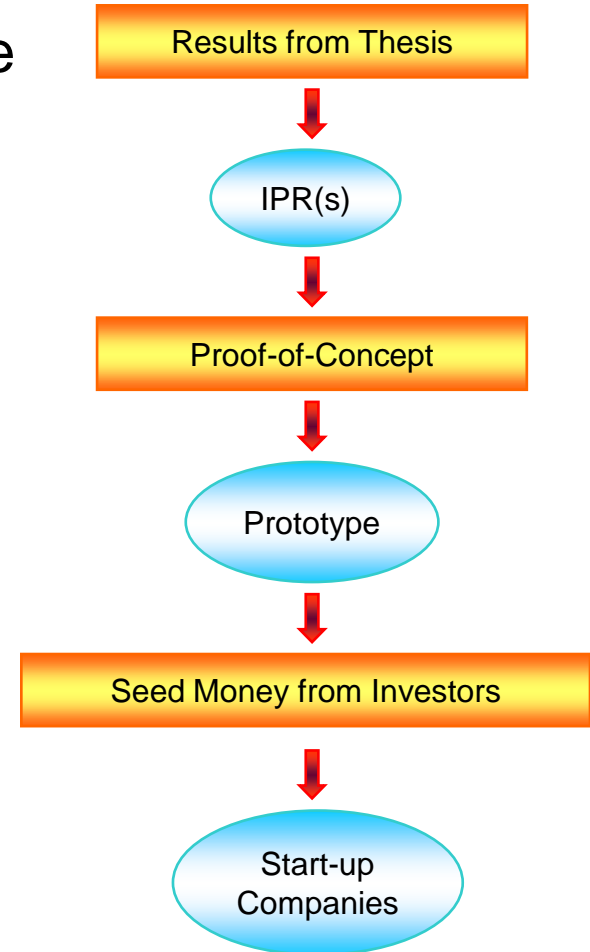 e
Results from Thesis
IPR(s)
Proof-of-Concept
Prototype
Seed Money from Investors
Start-up
Companies